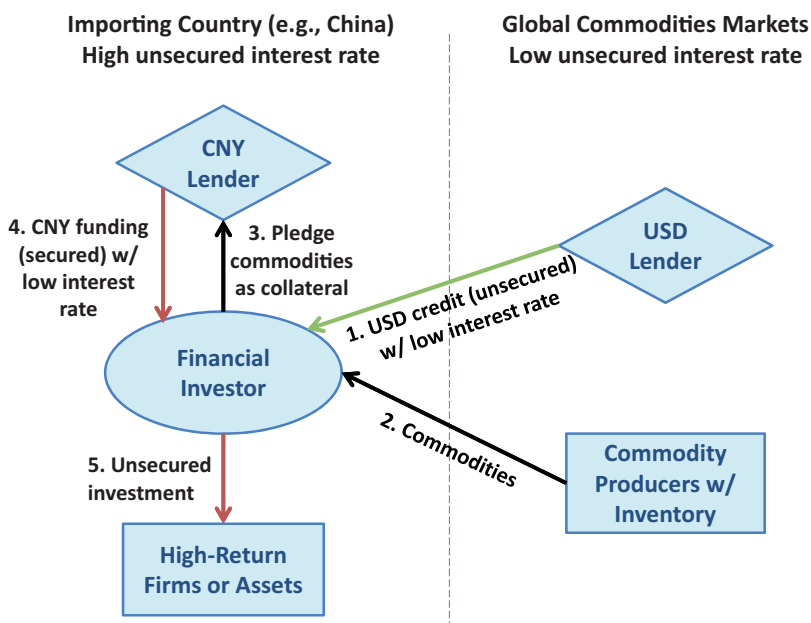 Importing Country (e.g., China)
High unsecured interest rate
Global Commodities Markets
Low unsecured interest rate
CNY
Lender
4. CNY funding
(secured) w/
low interest
rate
3. Pledge
commodities
as collateral
USD
Lender
1. USD credit (unsecured)
w/ low interest rate
Financial
Investor
2. Commodities
5. Unsecured
investment
Commodity
Producers w/
Inventory
High-Return
Firms or Assets